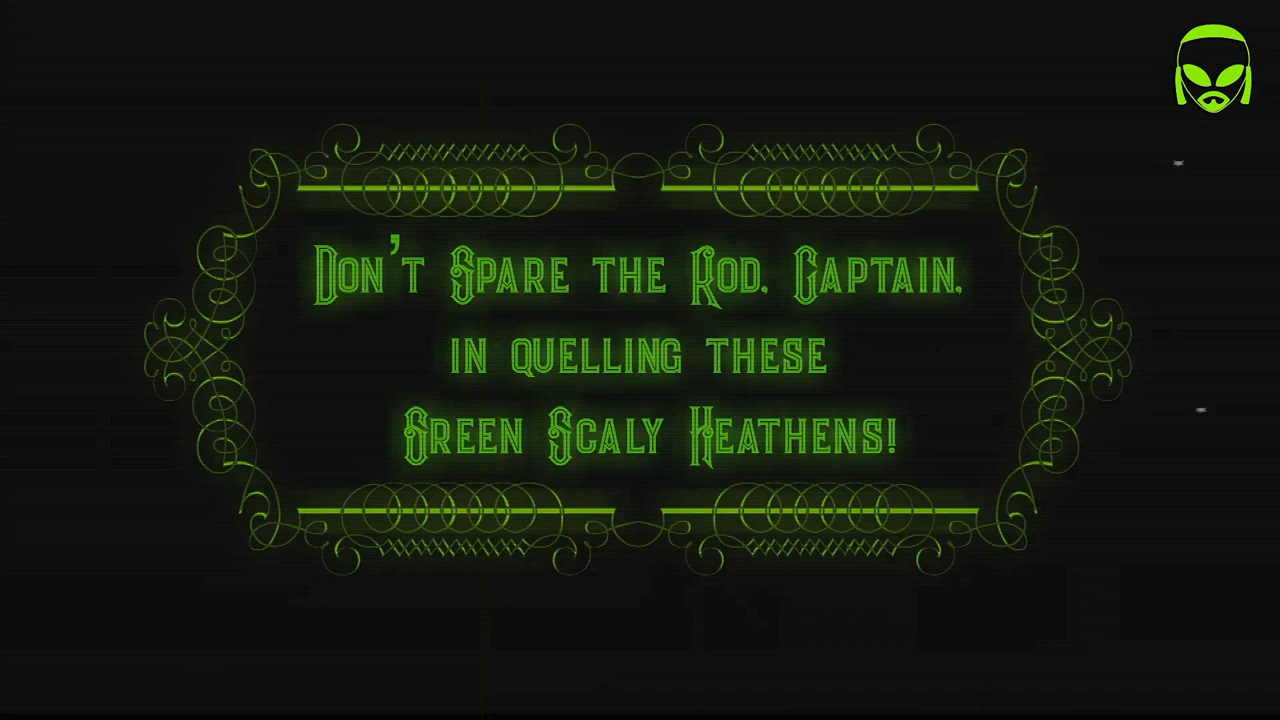 Don't Spare the Rod, Captain,
in quelling these
Green Scaly Heathens!